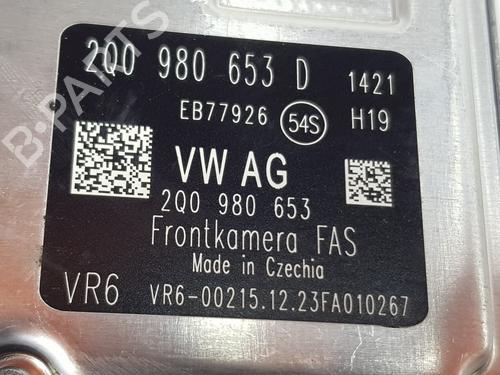 2Q0 980 653 D 1421
EB77926 54S H19
VW AG
2Q0 980 653
Frontkamera FAS
Made in Czechia
VR6 VR6-00215.12.23FA010267
B-PARTS